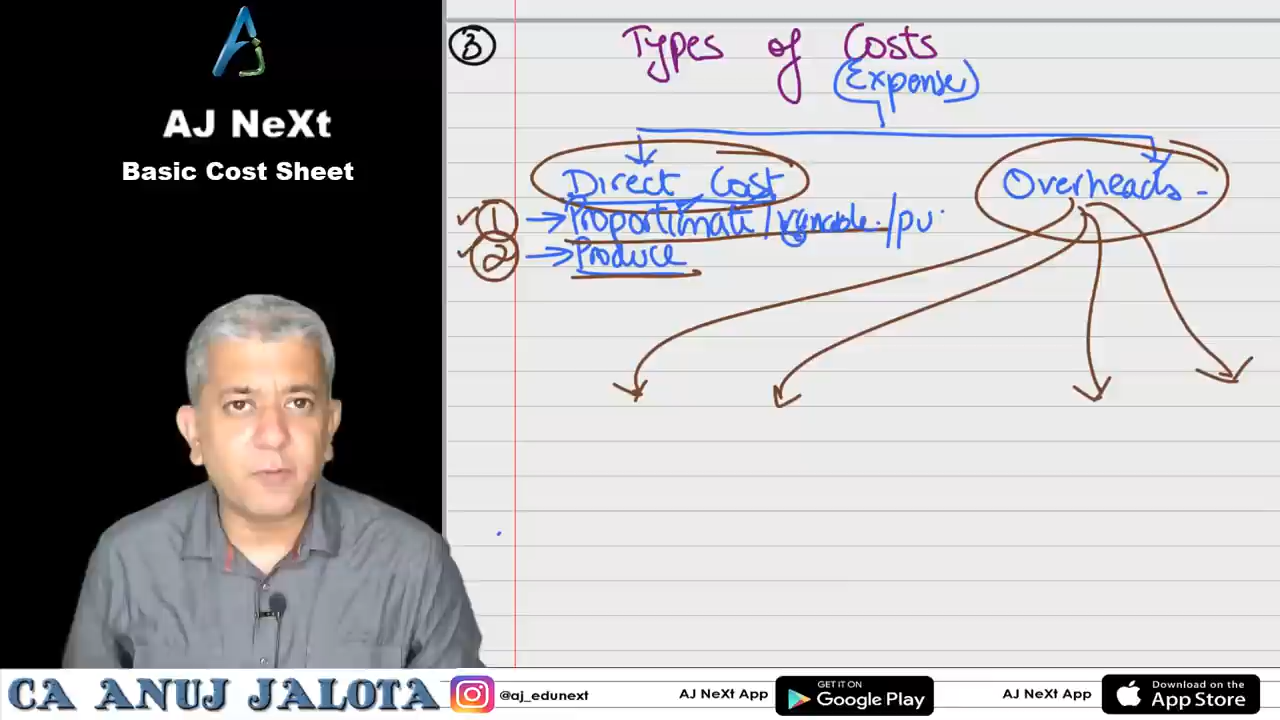 AJ NeXt
Basic Cost Sheet
3 Types of Costs
(Expense)
Direct Cost
Overheads -
1 → Proportimate / variable. / pu.
2 → Produce
CA ANUJ JALOTA
@aj_edunext
AJ NeXt App
GET IT ON
Google Play
AJ NeXt App
Download on the
App Store